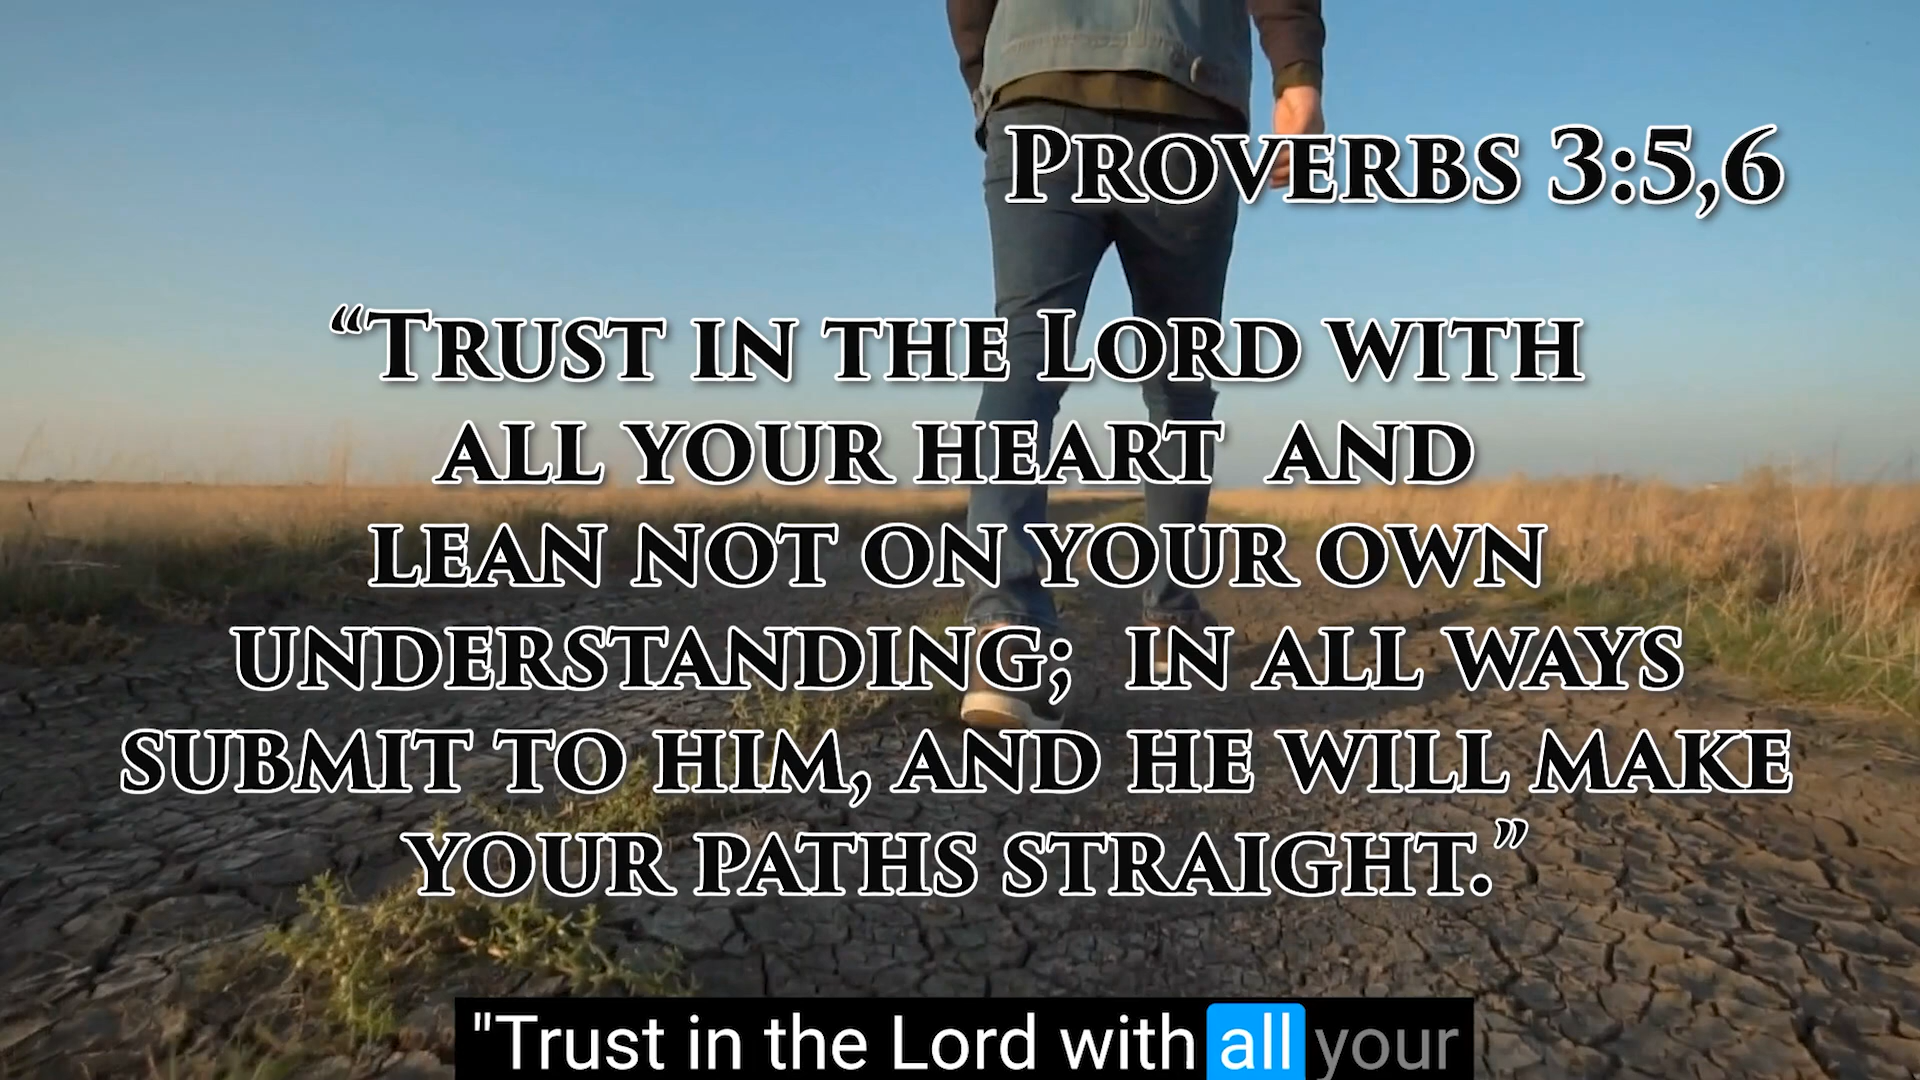 Proverbs 3:5,6
“Trust in the Lord with
all your heart and
lean not on your own
understanding; in all ways
submit to him, and he will make
your paths straight.”
"Trust in the Lord with all your